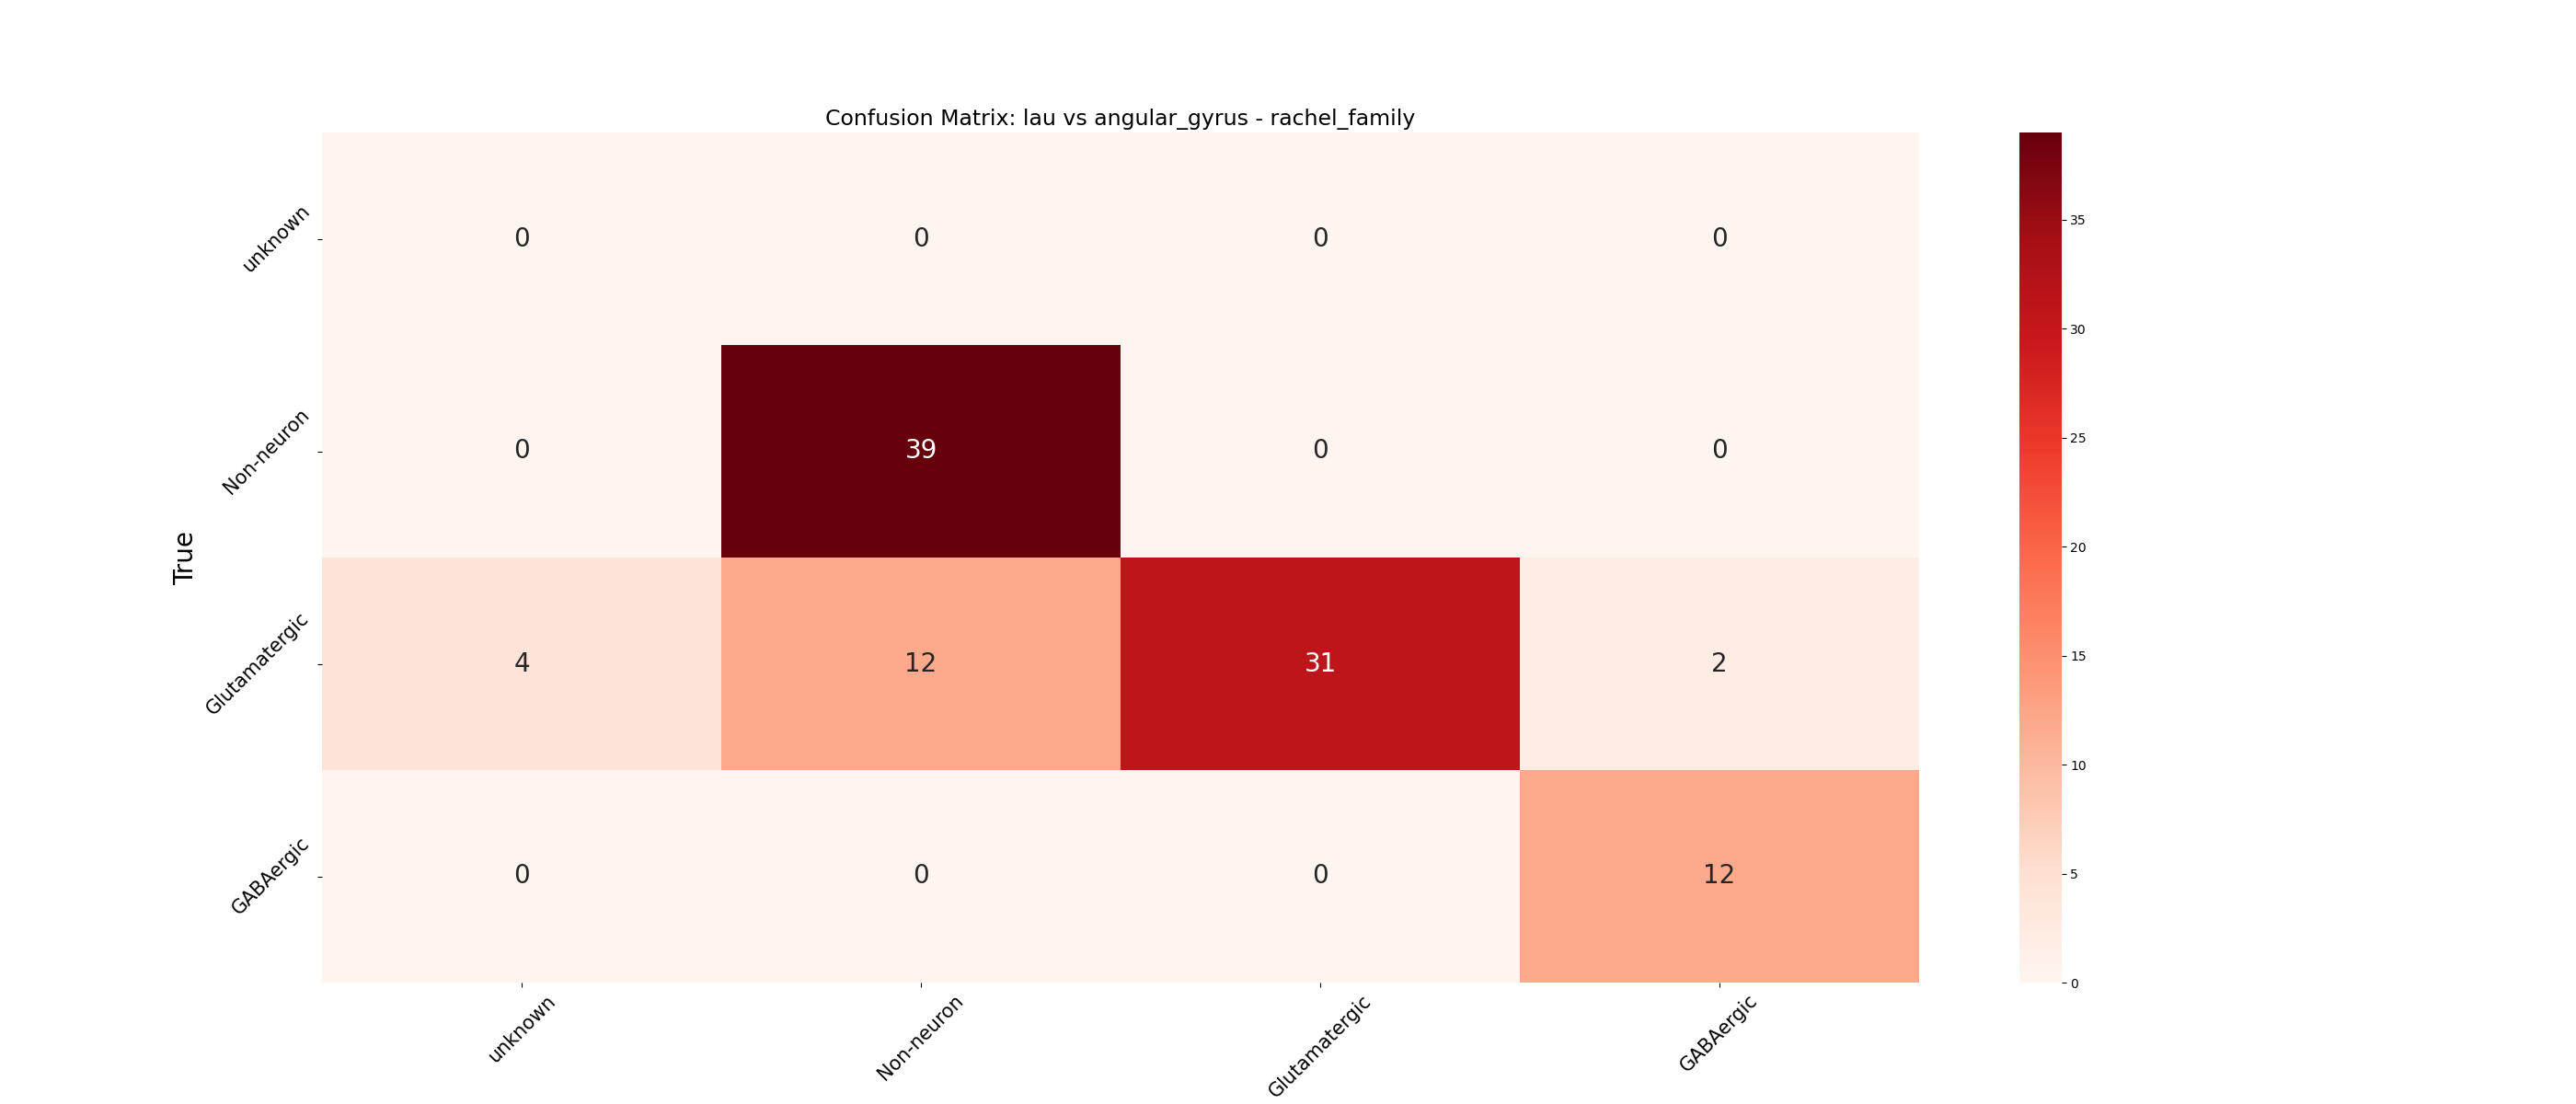 Confusion Matrix: lau vs angular_gyrus - rachel_family
unknown
0 0 0 0
Non-neuron
0 39 0 0
True
Glutamatergic
4 12 31 2
GABAergic
0 0 0 12
unknown Non-neuron Glutamatergic GABAergic
35
30
25
20
15
10
5
0